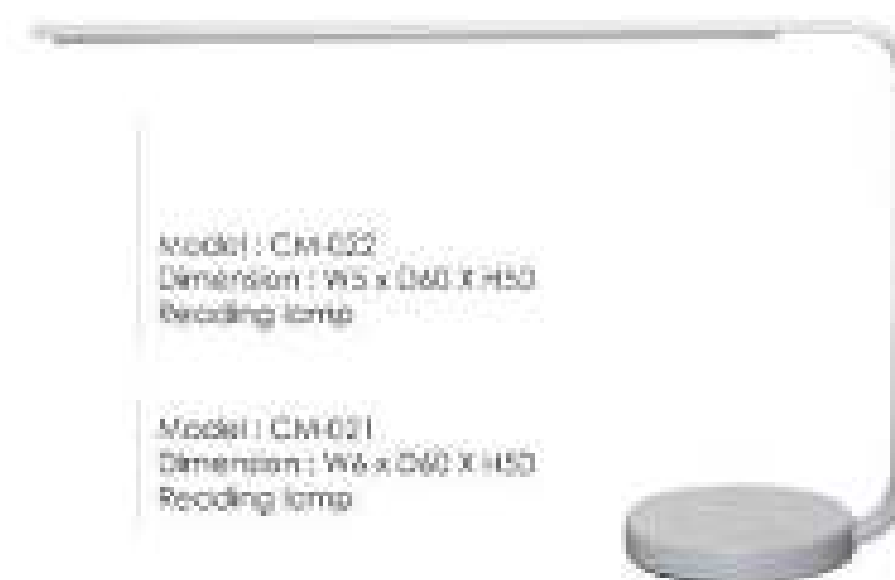 Model : CM-022
Dimension : W5 x D60 X H50
Reading lamp
Model : CM-021
Dimension : W6 x D60 X H50
Reading lamp